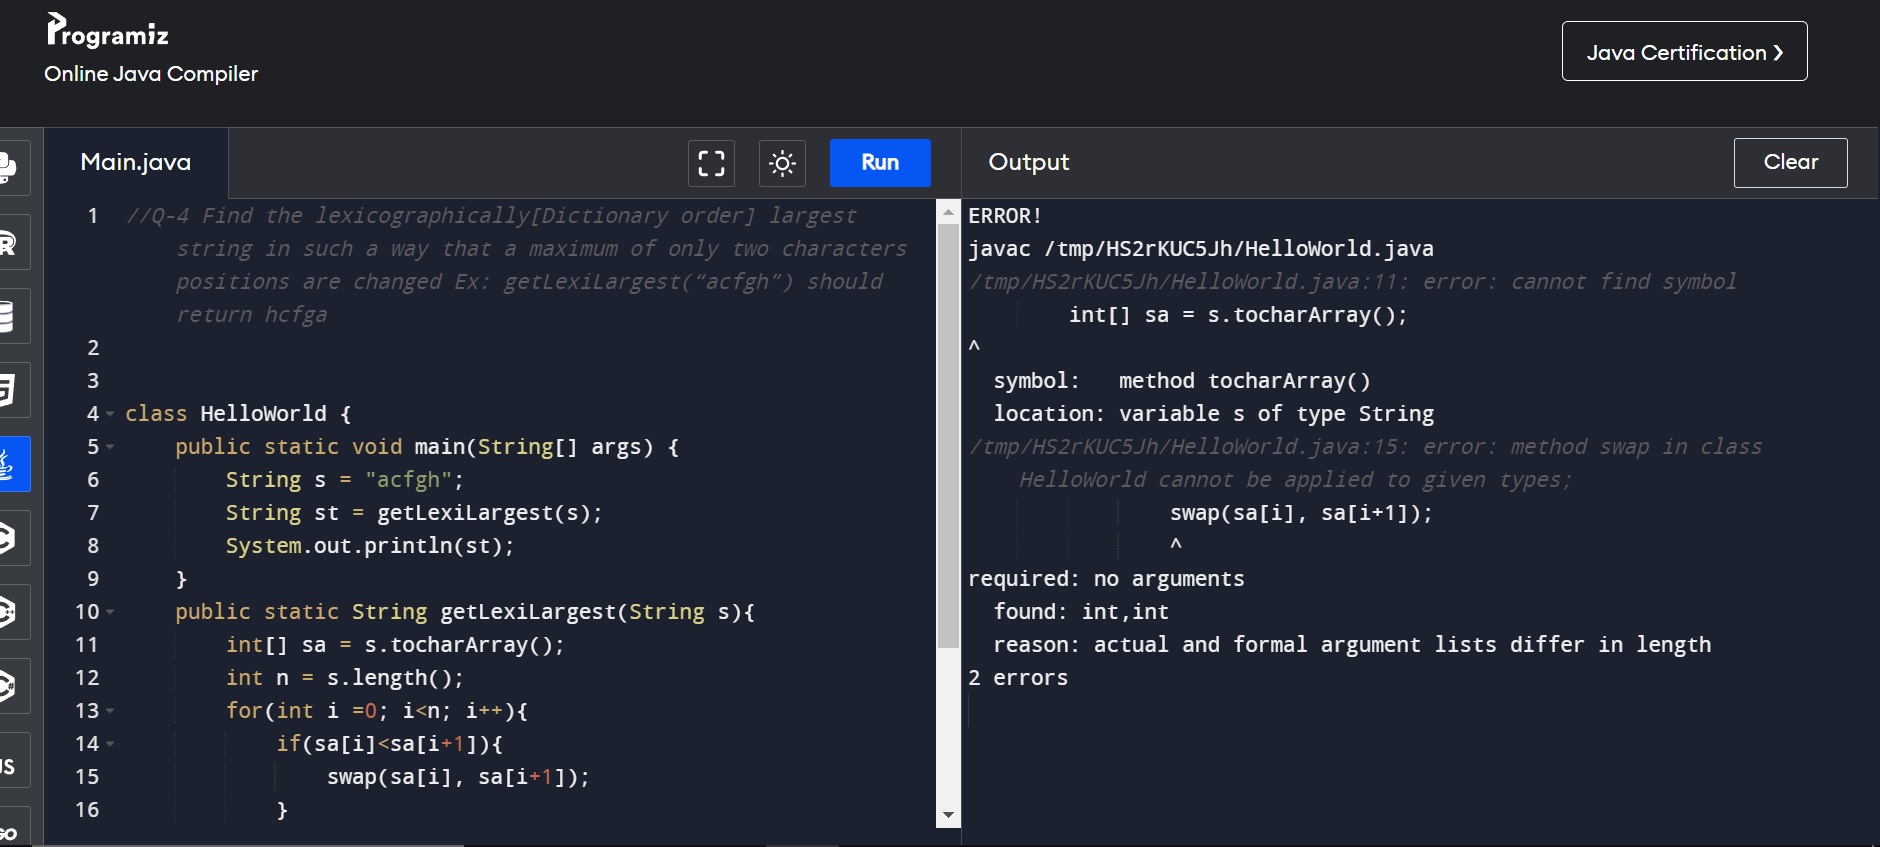 Programiz
Online Java Compiler
Java Certification ❯
Main.java
Run
Output
Clear
1 //Q-4 Find the lexicographically[Dictionary order] largest
string in such a way that a maximum of only two characters
positions are changed Ex: getLexiLargest(“acfgh”) should
return hcfga
2
3
4 class HelloWorld {
5 public static void main(String[] args) {
6 String s = "acfgh";
7 String st = getLexiLargest(s);
8 System.out.println(st);
9 }
10 public static String getLexiLargest(String s){
11 int[] sa = s.tocharArray();
12 int n = s.length();
13 for(int i =0; i<n; i++){
14 if(sa[i]<sa[i+1]){
15 swap(sa[i], sa[i+1]);
16 }
ERROR!
javac /tmp/HS2rKUC5Jh/HelloWorld.java
/tmp/HS2rKUC5Jh/HelloWorld.java:11: error: cannot find symbol
int[] sa = s.tocharArray();
^
symbol:   method tocharArray()
location: variable s of type String
/tmp/HS2rKUC5Jh/HelloWorld.java:15: error: method swap in class
HelloWorld cannot be applied to given types;
swap(sa[i], sa[i+1]);
^
required: no arguments
found: int,int
reason: actual and formal argument lists differ in length
2 errors